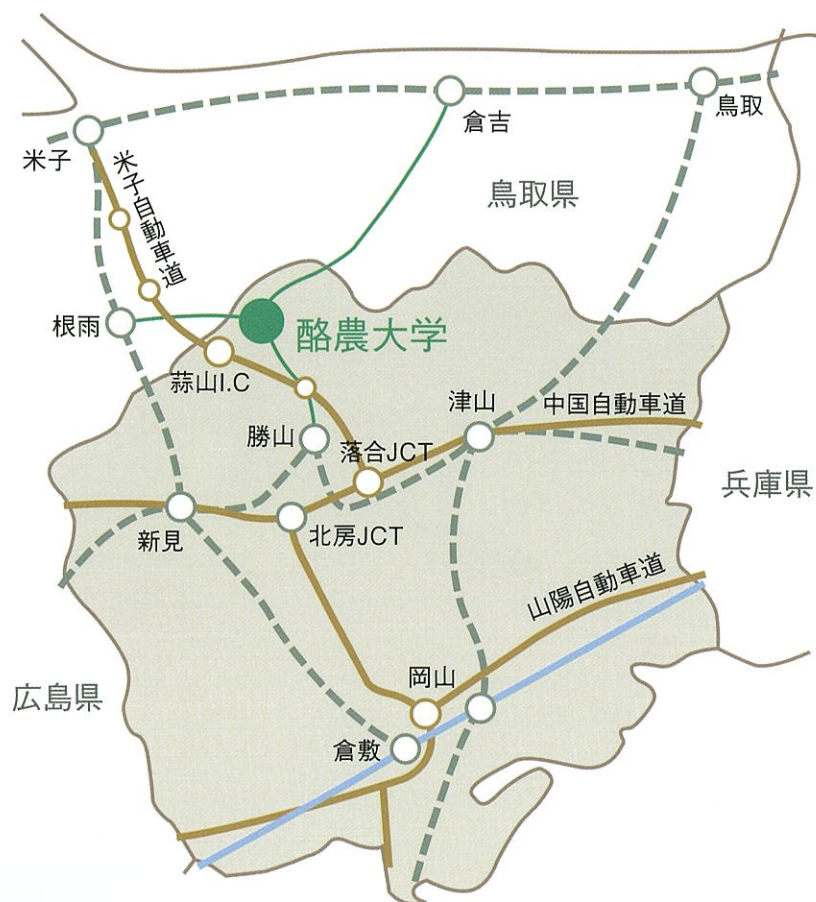 鳥取
倉吉
米子
米子自動車道
鳥取県
根雨
酪農大学
蒜山I.C
津山
中国自動車道
勝山
落合JCT
兵庫県
新見
北房JCT
山陽自動車道
岡山
広島県
倉敷